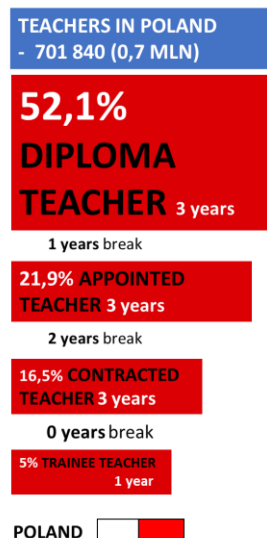 TEACHERS IN POLAND
- 701 840 (0,7 MLN)
52,1%
DIPLOMA
TEACHER 3 years
1 years break
21,9% APPOINTED
TEACHER 3 years
2 years break
16,5% CONTRACTED
TEACHER 3 years
0 years break
5% TRAINEE TEACHER
1 year
POLAND